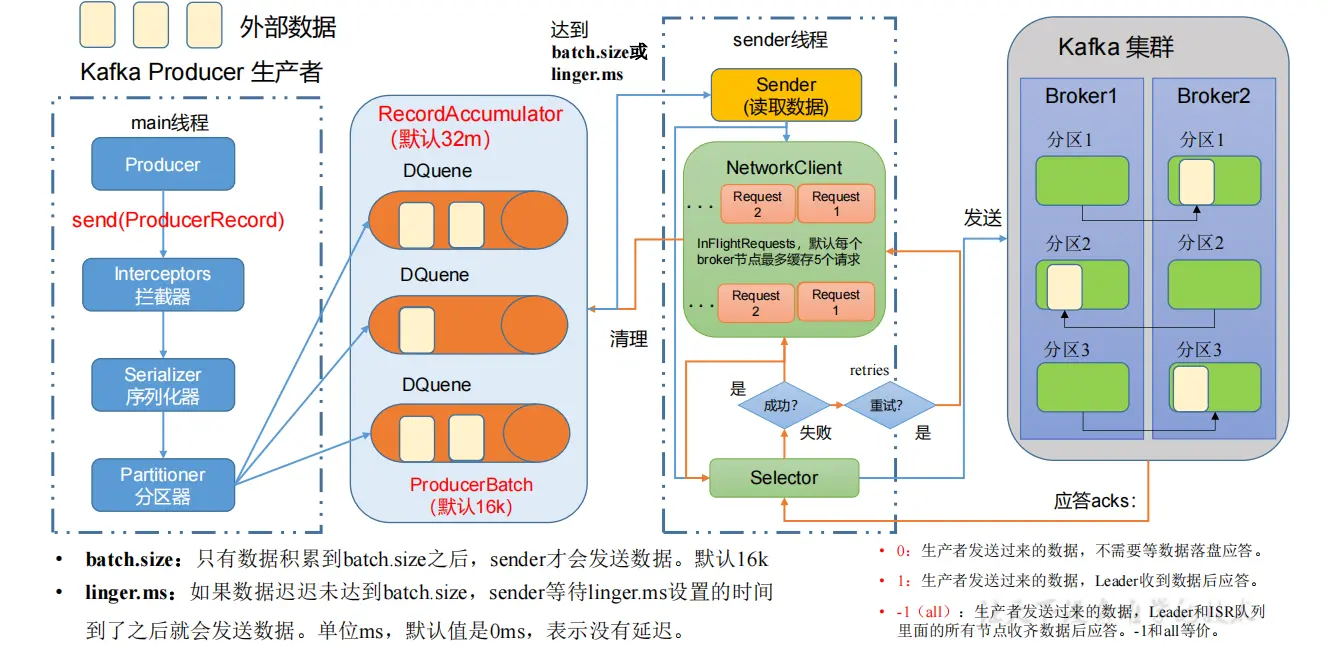 外部数据
Kafka Producer 生产者
main线程
Producer
send(ProducerRecord)
Interceptors
拦截器
Serializer
序列化器
Partitioner
分区器
RecordAccumulator
(默认32m)
DQuene
DQuene
DQuene
ProducerBatch
(默认16k)
达到
batch.size或
linger.ms
清理
sender线程
Sender
(读取数据)
NetworkClient
... Request 2 Request 1
InFlightRequests，默认每个
broker节点最多缓存5个请求
... Request 2 Request 1
是
成功?
失败
retries
重试?
是
Selector
发送
Kafka 集群
Broker1
Broker2
分区1
分区1
分区2
分区2
分区3
分区3
应答acks：
• batch.size：只有数据积累到batch.size之后，sender才会发送数据。默认16k
• linger.ms：如果数据迟迟未达到batch.size，sender等待linger.ms设置的时间
到了之后就会发送数据。单位ms，默认值是0ms，表示没有延迟。
• 0：生产者发送过来的数据，不需要等数据落盘应答。
• 1：生产者发送过来的数据，Leader收到数据后应答。
• -1（all）：生产者发送过来的数据，Leader和ISR队列
里面的所有节点收齐数据后应答。-1和all等价。